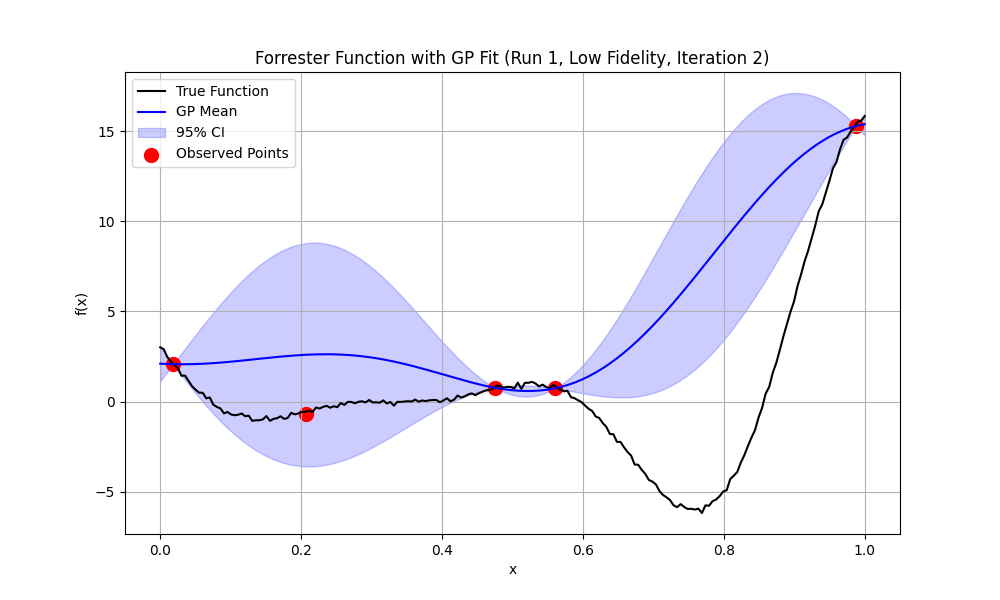 Forrester Function with GP Fit (Run 1, Low Fidelity, Iteration 2)
True Function
GP Mean
95% CI
Observed Points
f(x)
15
10
5
0
−5
0.0
0.2
0.4
0.6
0.8
1.0
x